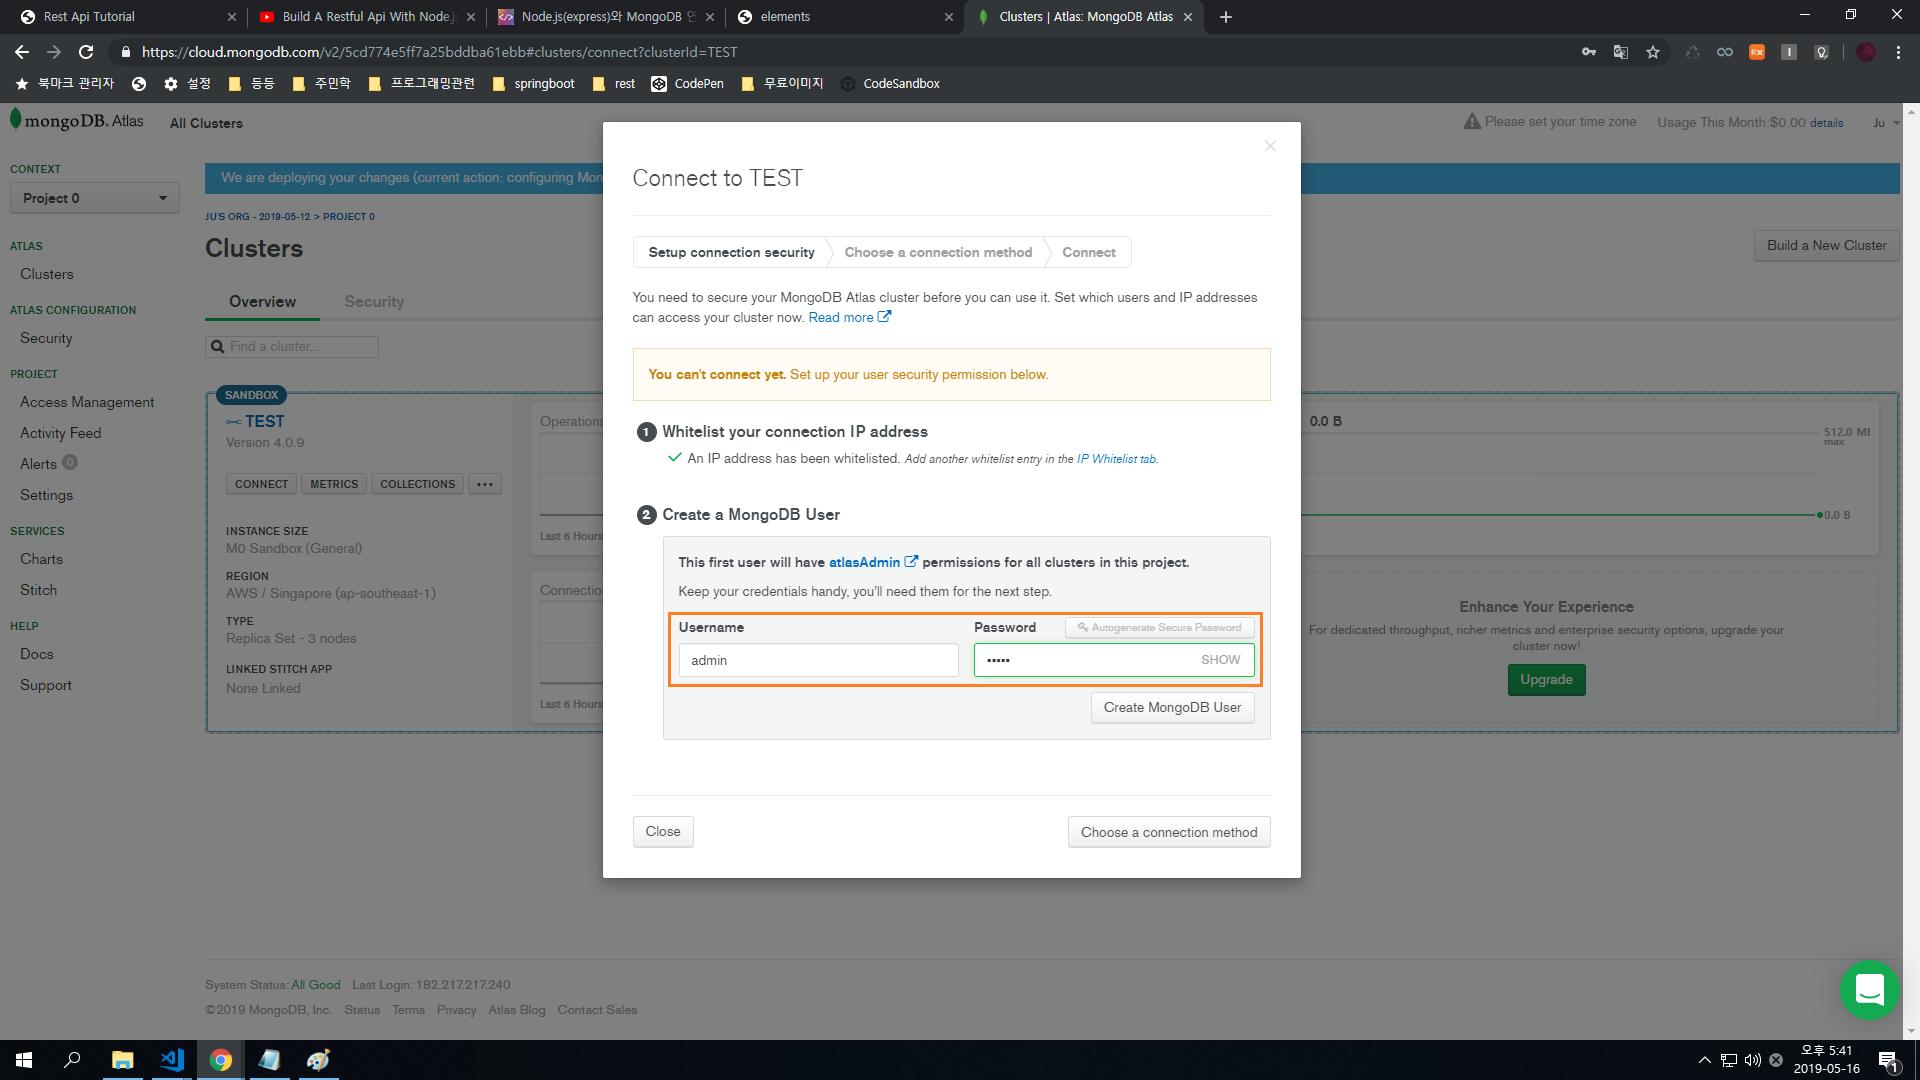 Rest Api Tutorial
Build A Restful Api With Node.js
Node.js(express)와 MongoDB
elements
Clusters | Atlas: MongoDB Atlas
https://cloud.mongodb.com/v2/5cd774e5ff7a25bddba61ebb#clusters/connect?clusterId=TEST
북마크 관리자
설정
등등
주민학
프로그래밍관련
springboot
rest
CodePen
무료이미지
CodeSandbox
mongoDB. Atlas
All Clusters
Please set your time zone
Usage This Month:$0.00 details
Ju
CONTEXT
Project 0
ATLAS
Clusters
ATLAS CONFIGURATION
Security
PROJECT
Access Management
Activity Feed
Alerts 0
Settings
SERVICES
Charts
Stitch
HELP
Docs
Support
We are deploying your changes (current action: configuring Mon
JU'S ORG - 2019-05-12 > PROJECT 0
Clusters
Build a New Cluster
Overview
Security
Find a cluster...
SANDBOX
TEST
Version 4.0.9
CONNECT
METRICS
COLLECTIONS
...
INSTANCE SIZE
M0 Sandbox (General)
REGION
AWS / Singapore (ap-southeast-1)
TYPE
Replica Set - 3 nodes
LINKED STITCH APP
None Linked
Operations
Last 6 Hours
Connection
Last 6 Hours
Connect to TEST
Setup connection security
Choose a connection method
Connect
You need to secure your MongoDB Atlas cluster before you can use it. Set which users and IP addresses
can access your cluster now. Read more
You can't connect yet. Set up your user security permission below.
1 Whitelist your connection IP address
An IP address has been whitelisted. Add another whitelist entry in the IP Whitelist tab.
2 Create a MongoDB User
This first user will have atlasAdmin permissions for all clusters in this project.
Keep your credentials handy, you'll need them for the next step.
Username
Password
Autogenerate Secure Password
admin
•••••
SHOW
Create MongoDB User
Close
Choose a connection method
0.0 B
512.0 MB
max
0.0 B
Enhance Your Experience
For dedicated throughput, richer metrics and enterprise security options, upgrade your
cluster now!
Upgrade
System Status: All Good Last Login: 182.217.217.240
©2019 MongoDB, Inc. Status Terms Privacy Atlas Blog Contact Sales
오후 5:41
2019-05-16
1